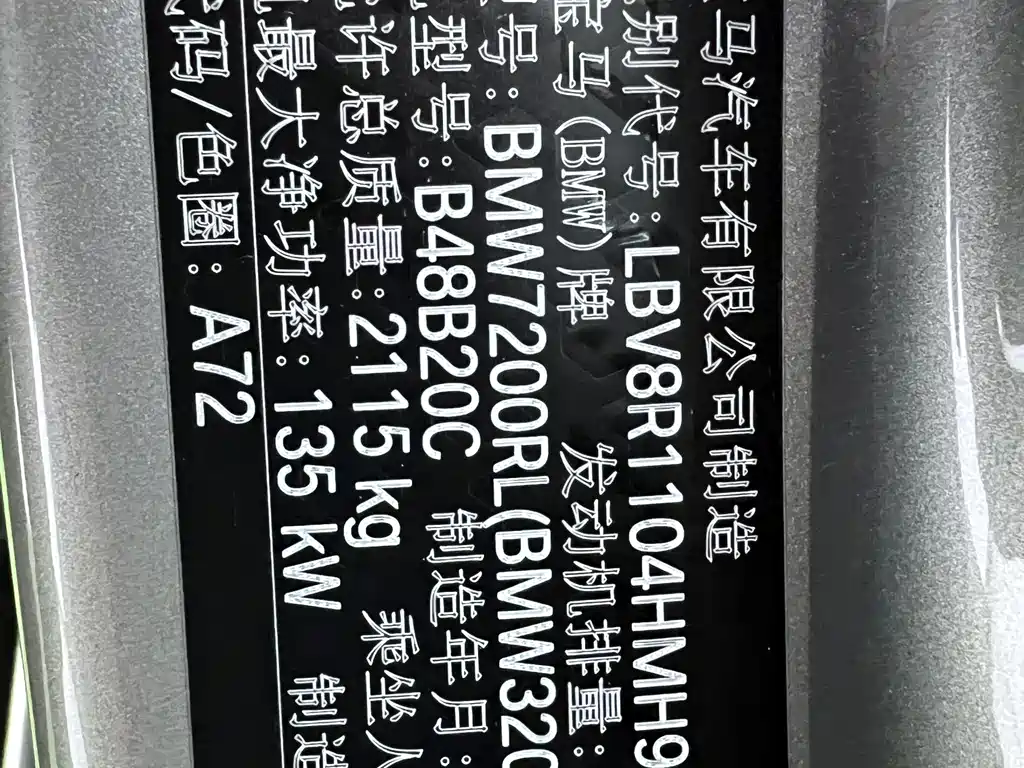 马汽车有限公司制造
别代号:LBV8R1104HMH9
宝马(BMW)牌 发动机排量:
号:BMW7200RL(BMW320
型号:B48B20C 制造年月:
许总质量:2115kg 乘坐人
最大净功率:135 kW 制造
码/色圈:A72